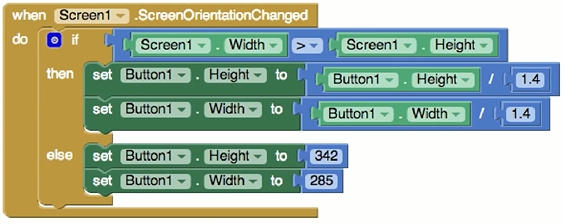 when Screen1 .ScreenOrientationChanged
do if Screen1 . Width > Screen1 . Height
then set Button1 . Height to Button1 . Height / 1.4
set Button1 . Width to Button1 . Width / 1.4
else set Button1 . Height to 342
set Button1 . Width to 285